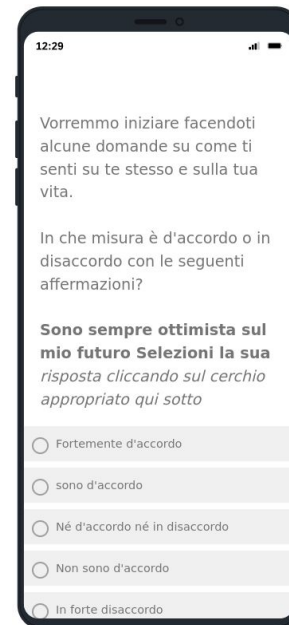 12:29
Vorremmo iniziare facendoti
alcune domande su come ti
senti su te stesso e sulla tua
vita.
In che misura è d'accordo o in
disaccordo con le seguenti
affermazioni?
Sono sempre ottimista sul
mio futuro Selezioni la sua
risposta cliccando sul cerchio
appropriato qui sotto
Fortemente d'accordo
sono d'accordo
Né d'accordo né in disaccordo
Non sono d'accordo
In forte disaccordo